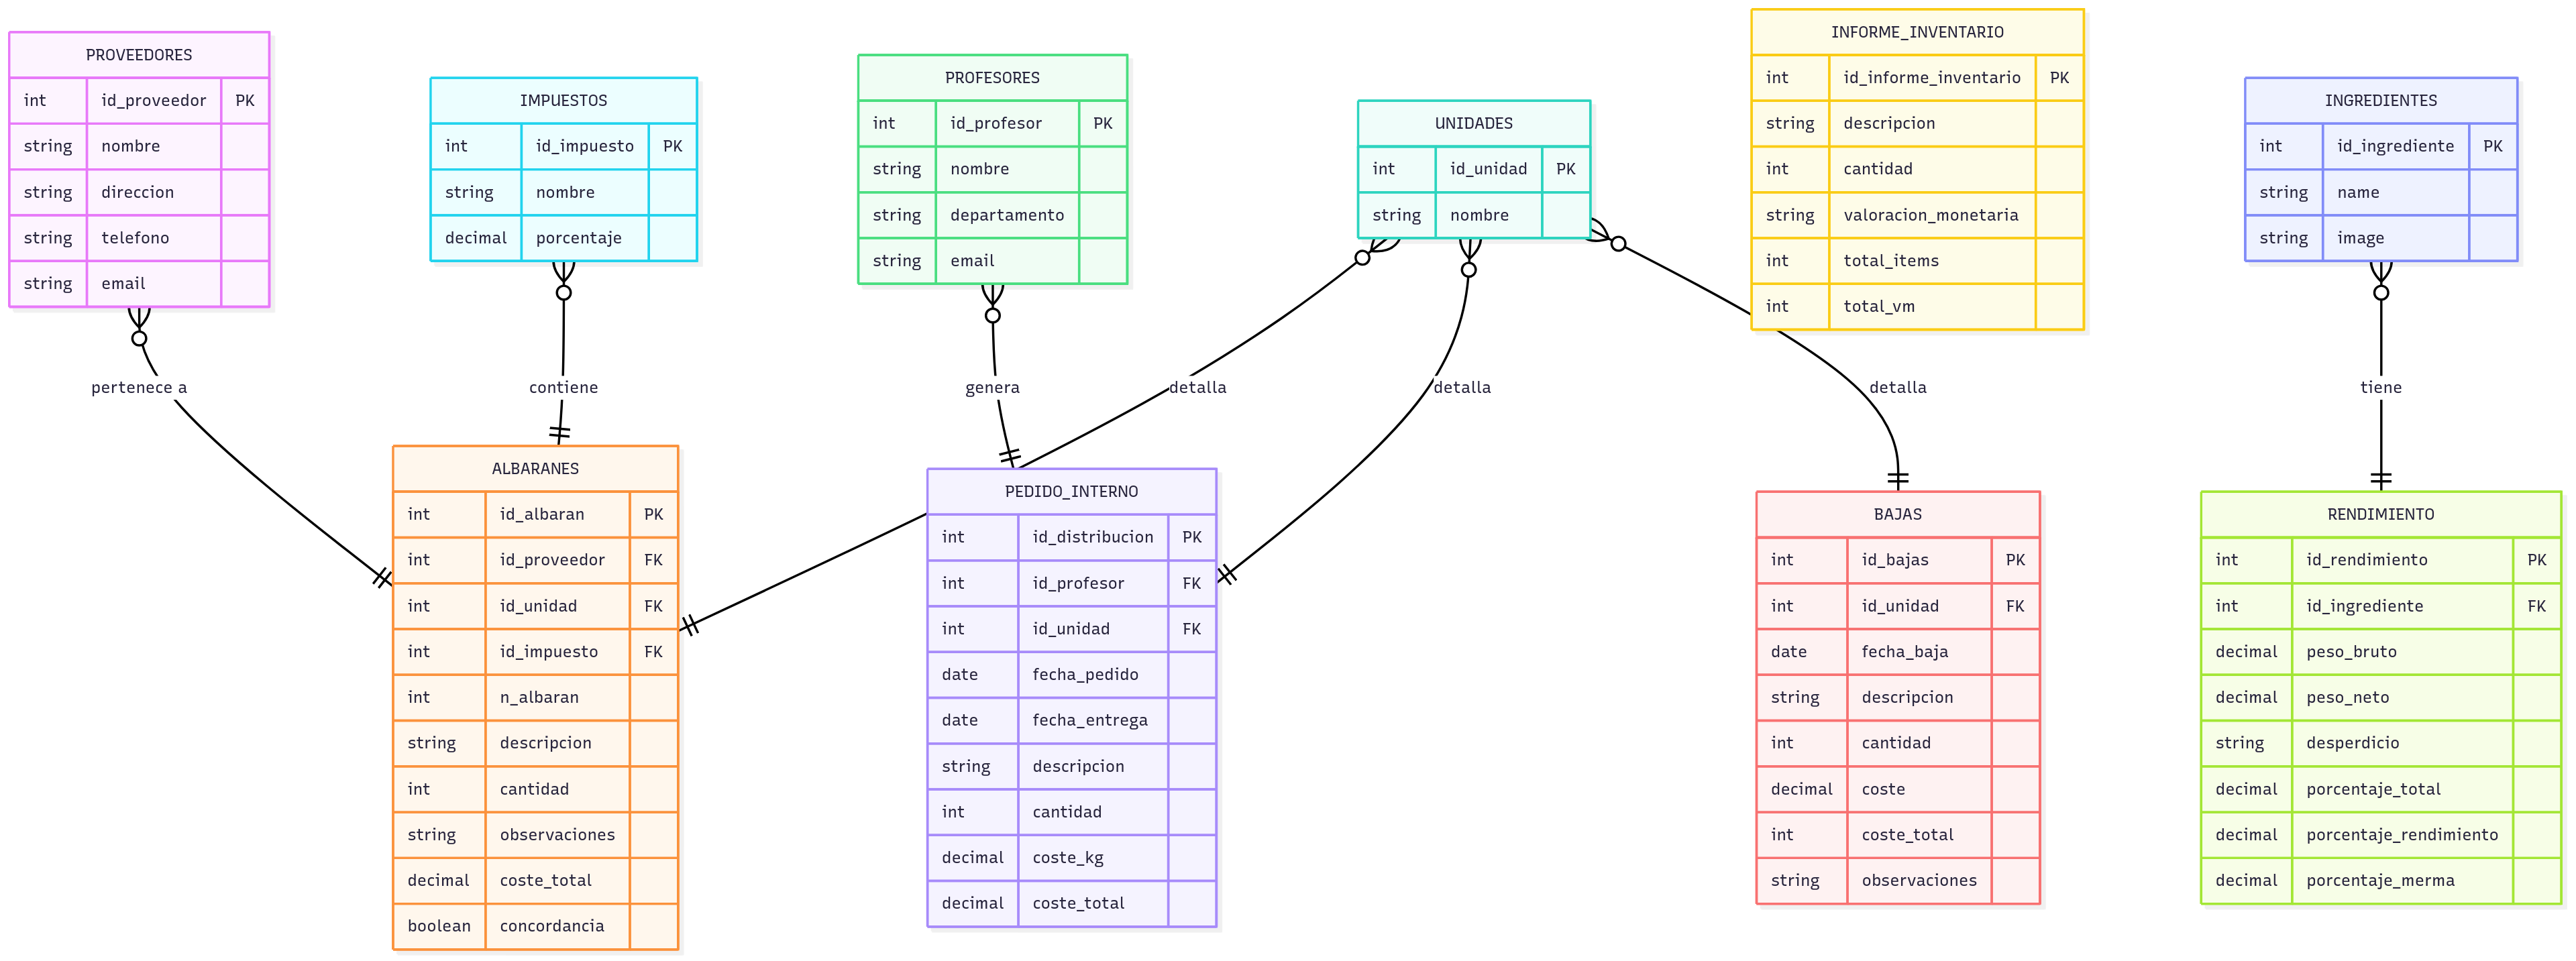 PROVEEDORES
int id_proveedor PK
string nombre
string direccion
string telefono
string email
IMPUESTOS
int id_impuesto PK
string nombre
decimal porcentaje
PROFESORES
int id_profesor PK
string nombre
string departamento
string email
UNIDADES
int id_unidad PK
string nombre
INFORME_INVENTARIO
int id_informe_inventario PK
string descripcion
int cantidad
string valoracion_monetaria
int total_items
int total_vm
INGREDIENTES
int id_ingrediente PK
string name
string image
pertenece a
contiene
genera
detalla
detalla
detalla
tiene
ALBARANES
int id_albaran PK
int id_proveedor FK
int id_unidad FK
int id_impuesto FK
int n_albaran
string descripcion
int cantidad
string observaciones
decimal coste_total
boolean concordancia
PEDIDO_INTERNO
int id_distribucion PK
int id_profesor FK
int id_unidad FK
date fecha_pedido
date fecha_entrega
string descripcion
int cantidad
decimal coste_kg
decimal coste_total
BAJAS
int id_bajas PK
int id_unidad FK
date fecha_baja
string descripcion
int cantidad
decimal coste
int coste_total
string observaciones
RENDIMIENTO
int id_rendimiento PK
int id_ingrediente FK
decimal peso_bruto
decimal peso_neto
string desperdicio
decimal porcentaje_total
decimal porcentaje_rendimiento
decimal porcentaje_merma